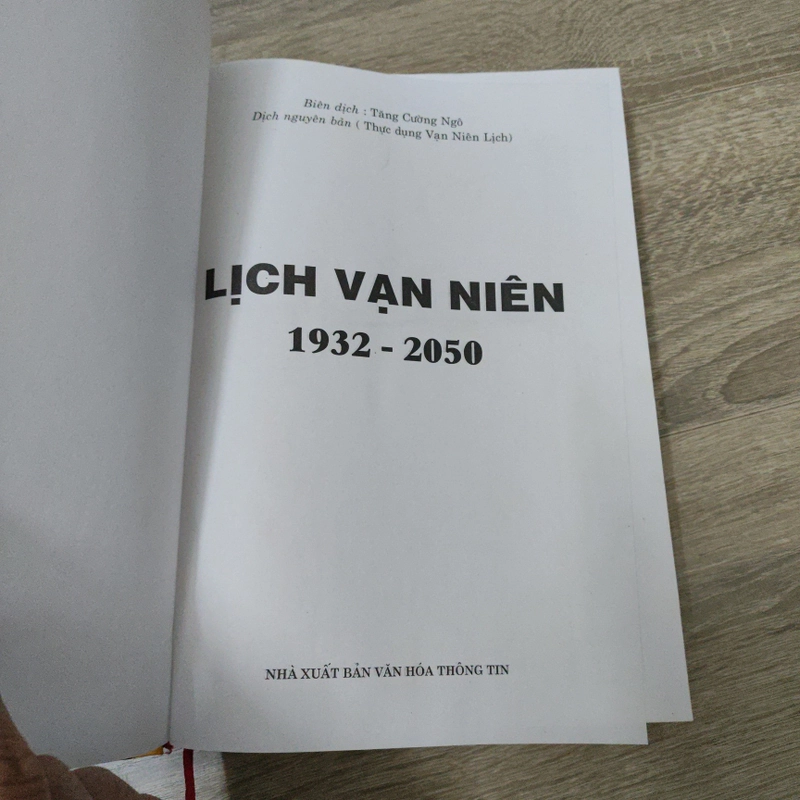 Biên dịch : Tăng Cường Ngô
Dịch nguyên bản ( Thực dụng Vạn Niên Lịch)
LỊCH VẠN NIÊN
1932 - 2050
NHÀ XUẤT BẢN VĂN HÓA THÔNG TIN